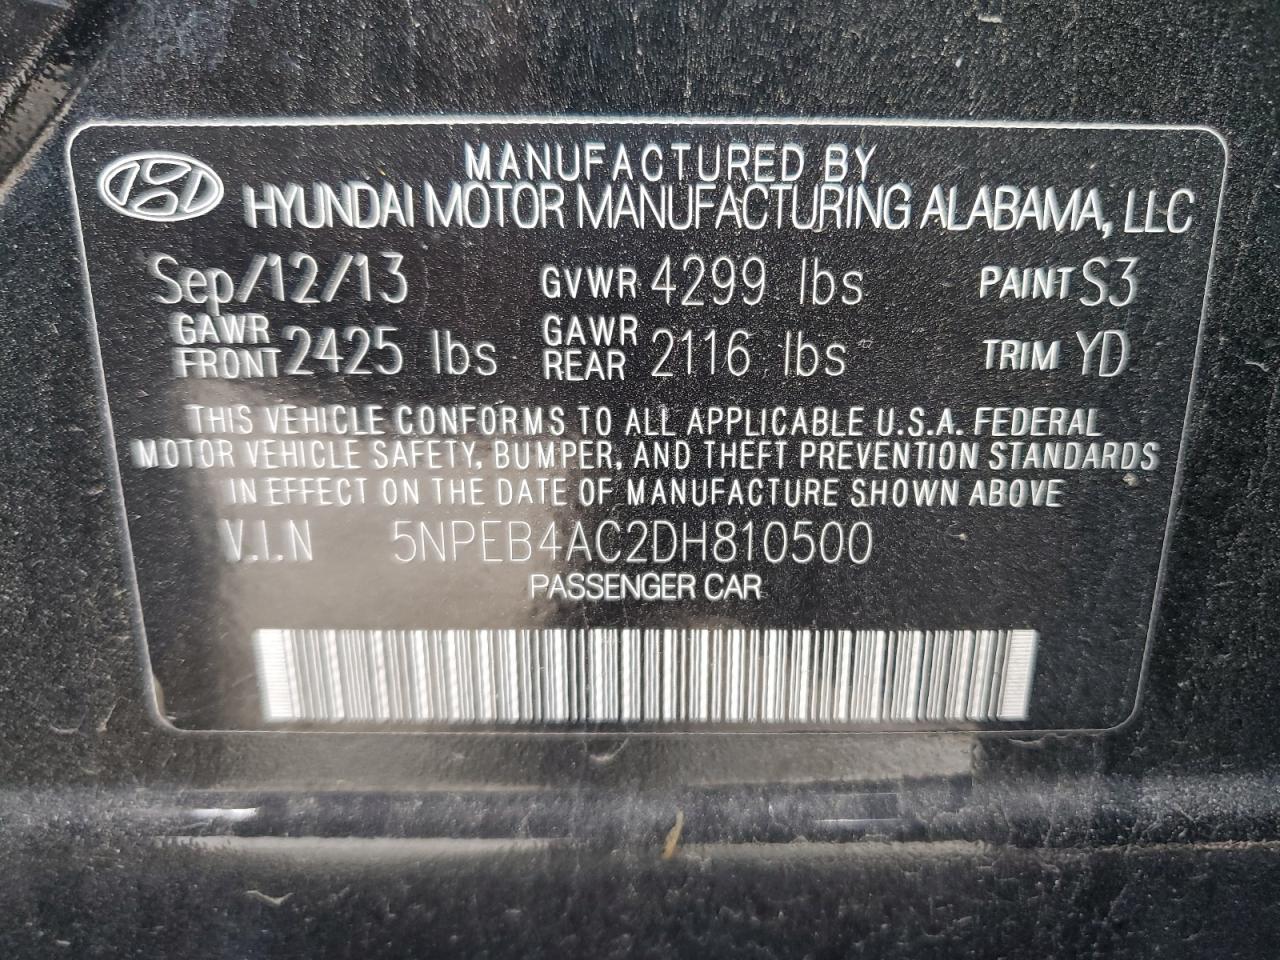 MANUFACTURED BY
HYUNDAI MOTOR MANUFACTURING ALABAMA, LLC
Sep/12/13 GVWR 4299 lbs PAINT S3
GAWR FRONT 2425 lbs GAWR REAR 2116 lbs TRIM YD
THIS VEHICLE CONFORMS TO ALL APPLICABLE U.S.A. FEDERAL
MOTOR VEHICLE SAFETY, BUMPER, AND THEFT PREVENTION STANDARDS
IN EFFECT ON THE DATE OF MANUFACTURE SHOWN ABOVE
V.I.N 5NPEB4AC2DH810500
PASSENGER CAR